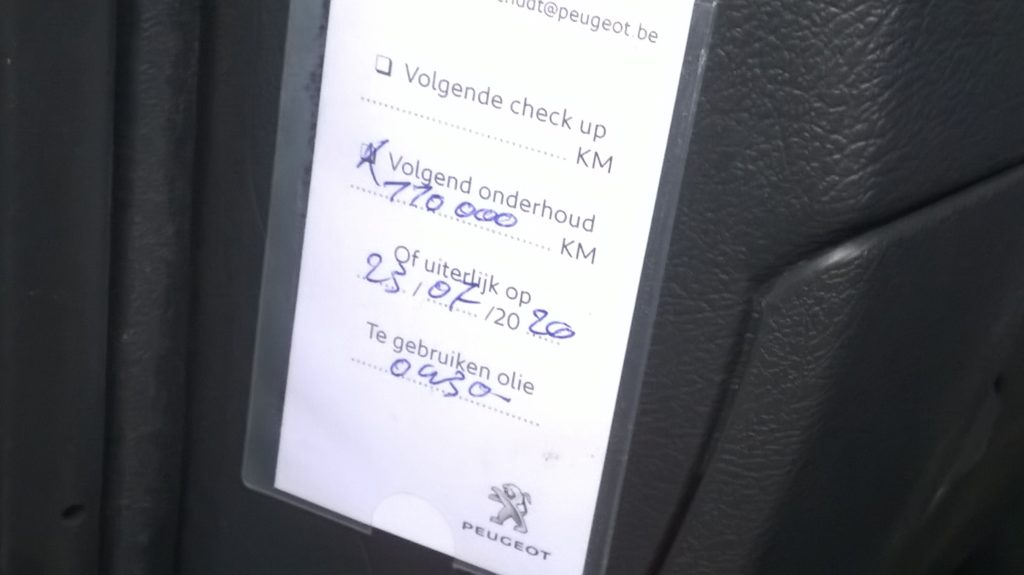 @peugeot.be
Volgende check up
KM
Volgend onderhoud
110 000 KM
Of uiterlijk op
23/07/2020
Te gebruiken olie
0W30
PEUGEOT